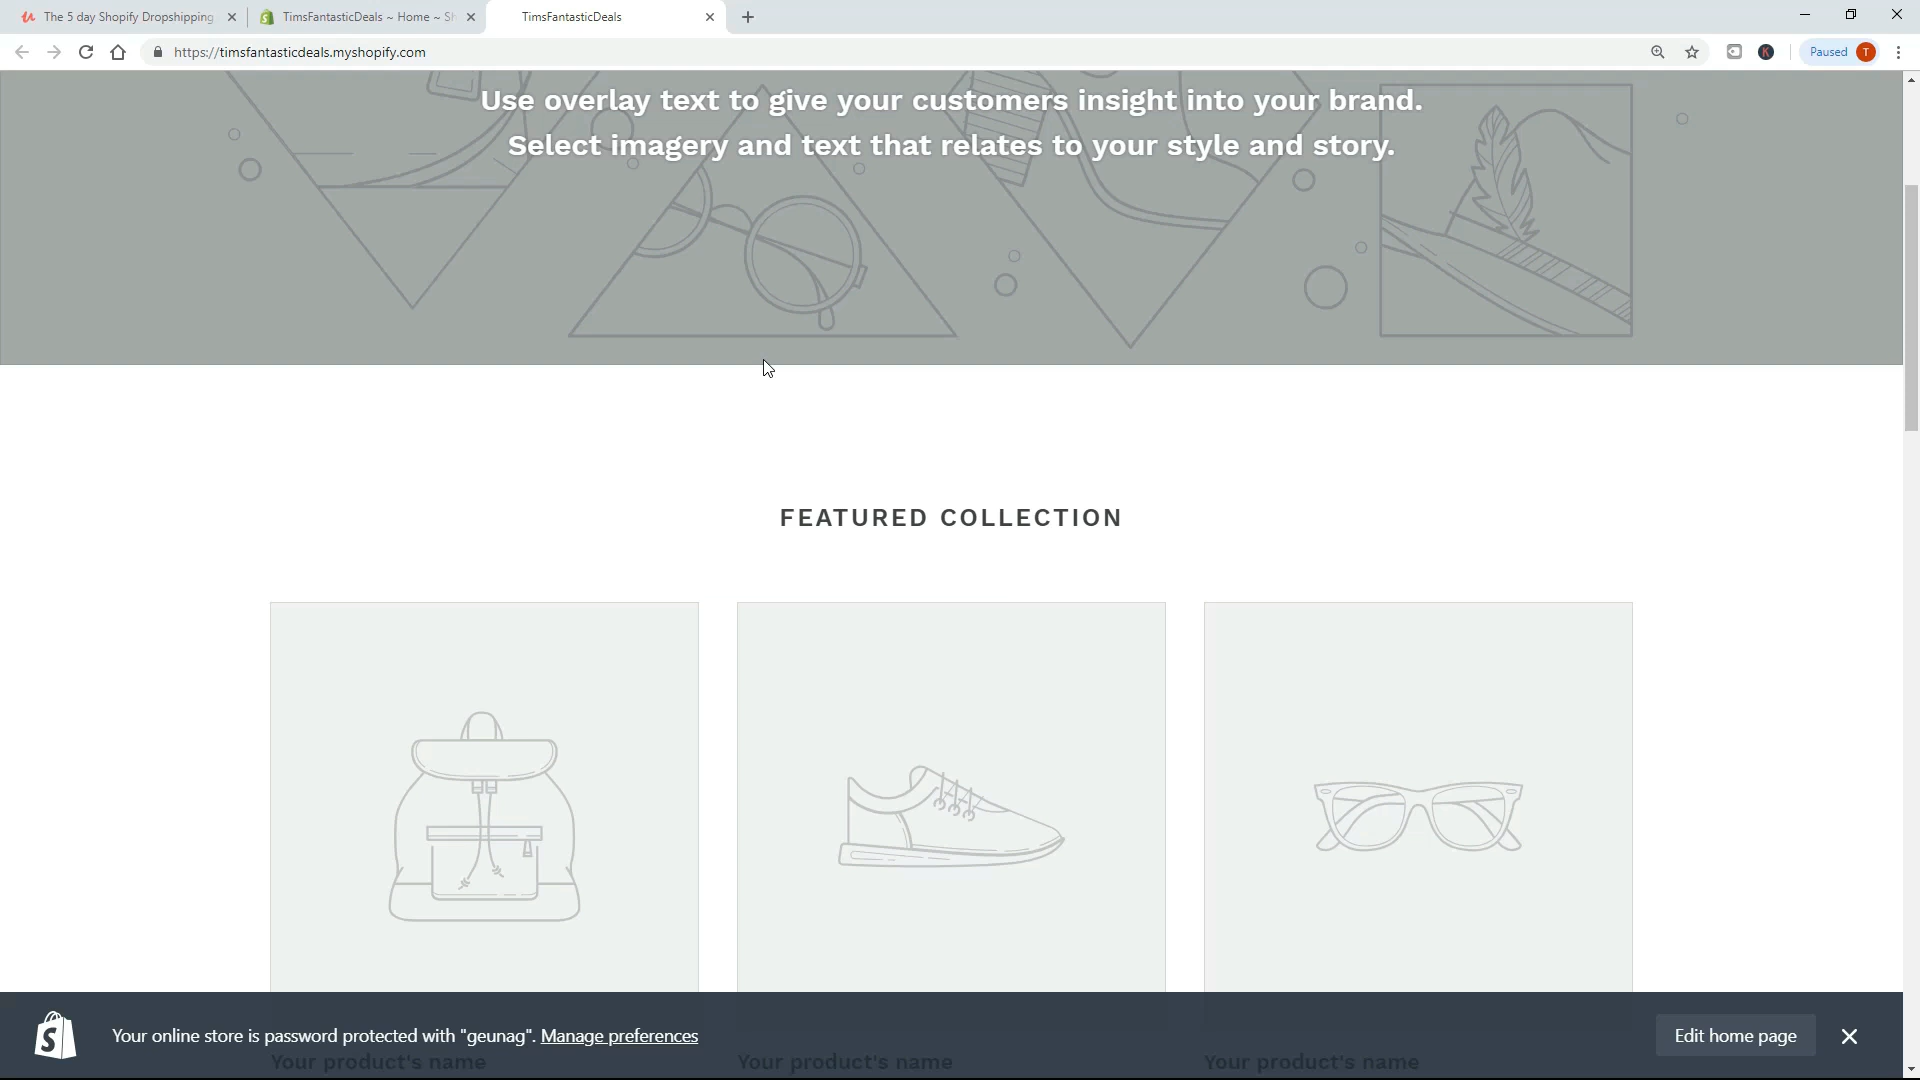 The 5 day Shopify Dropshipping
TimsFantasticDeals ~ Home ~ Sh
TimsFantasticDeals
https://timsfantasticdeals.myshopify.com
Paused T
Use overlay text to give your customers insight into your brand.
Select imagery and text that relates to your style and story.
FEATURED COLLECTION
Your online store is password protected with "geunag". Manage preferences
Edit home page
Your product's name
Your product's name
Your product's name